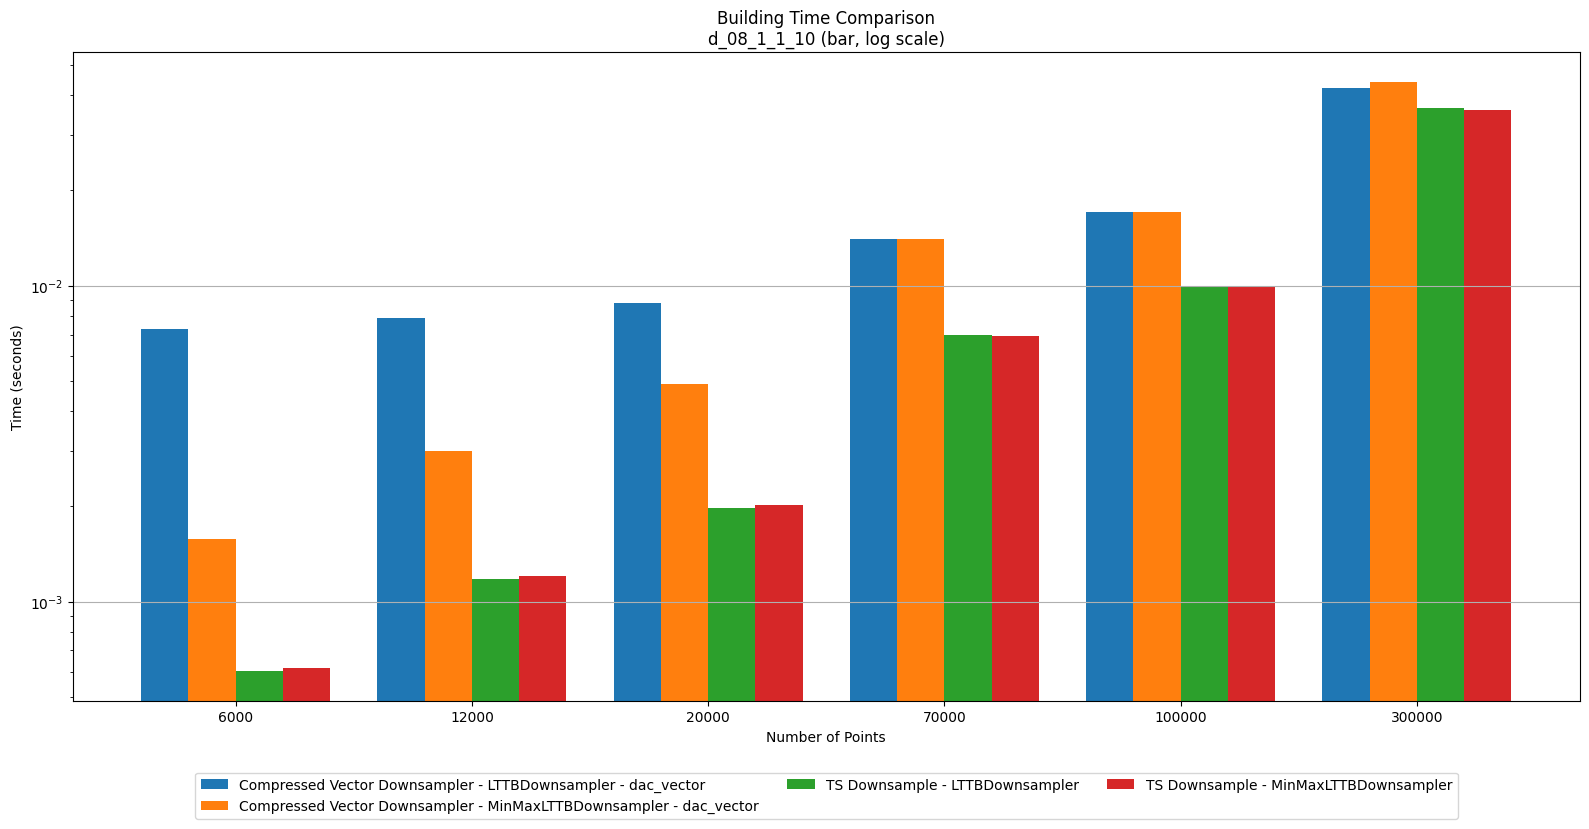 Building Time Comparison
d_08_1_1_10 (bar, log scale)
Time (seconds)
10⁻²
10⁻³
6000
12000
20000
70000
100000
300000
Number of Points
Compressed Vector Downsampler - LTTBDownsampler - dac_vector
Compressed Vector Downsampler - MinMaxLTTBDownsampler - dac_vector
TS Downsample - LTTBDownsampler
TS Downsample - MinMaxLTTBDownsampler